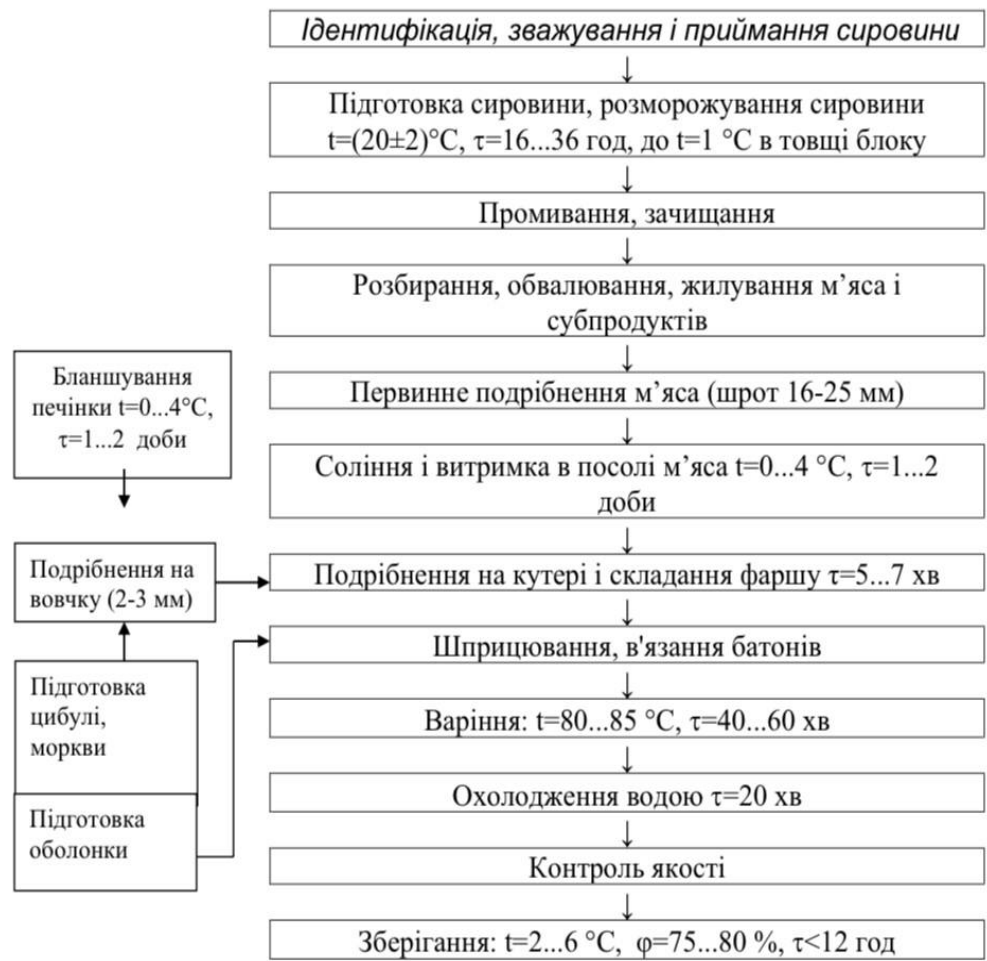 Ідентифікація, зважування і приймання сировини
Підготовка сировини, розморожування сировини
t=(20±2)°С, τ=16...36 год, до t=1 °С в товщі блоку
Промивання, зачищання
Розбирання, обвалювання, жилування м’яса і
субпродуктів
Первинне подрібнення м’яса (шрот 16-25 мм)
Соління і витримка в посолі м’яса t=0...4 °С, τ=1...2
доби
Подрібнення на кутері і складання фаршу τ=5...7 хв
Шприцювання, в'язання батонів
Варіння: t=80...85 °С, τ=40...60 хв
Охолодження водою τ=20 хв
Контроль якості
Зберігання: t=2...6 °С, φ=75...80 %, τ<12 год
Бланшування
печінки t=0...4°С,
τ=1...2 доби
Подрібнення на
вовчку (2-3 мм)
Підготовка
цибулі,
моркви
Підготовка
оболонки